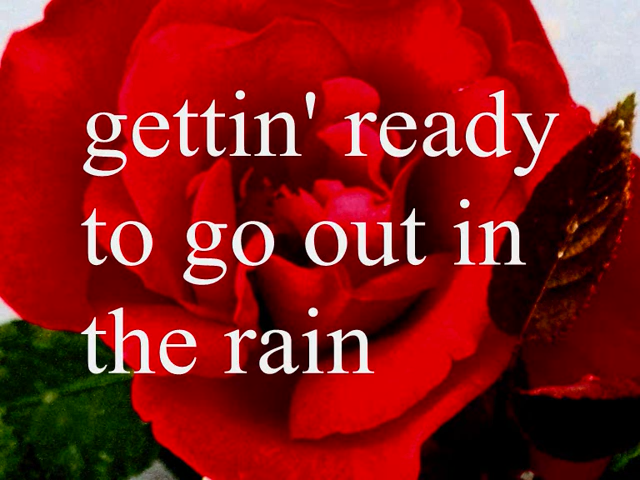 gettin' ready
to go out in
the rain